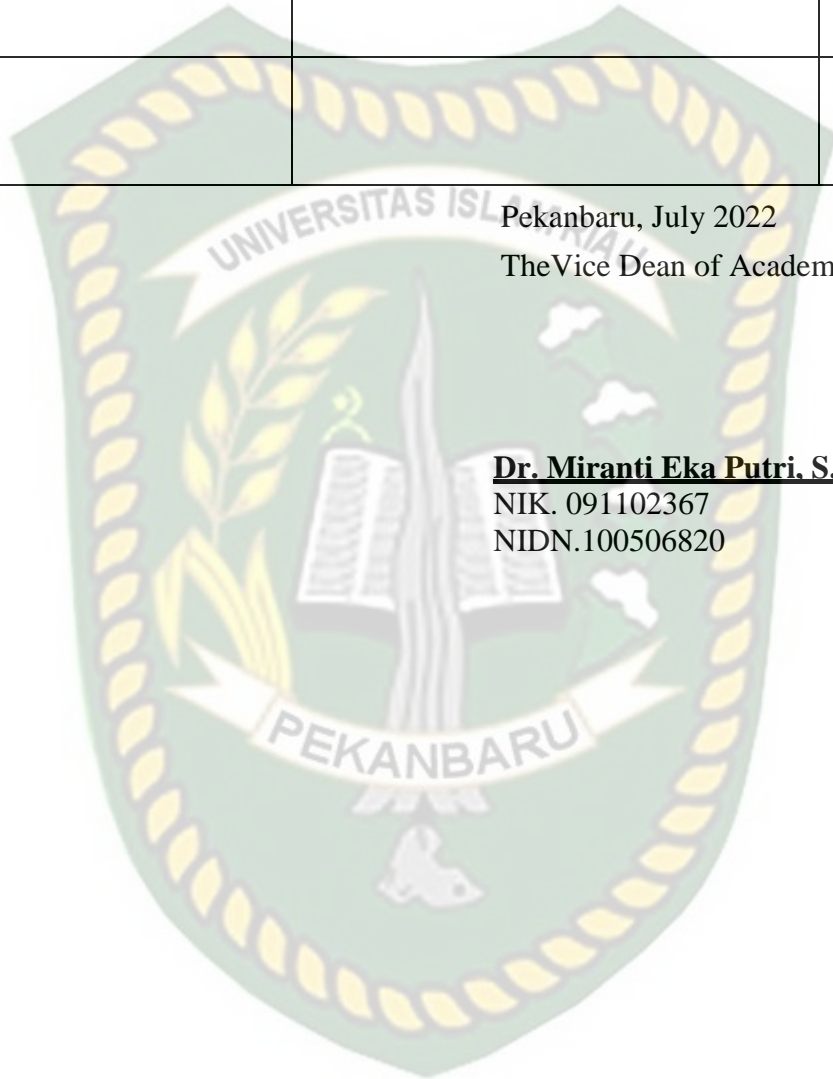 UNIVERSITAS ISLAM RIAU
Pekanbaru, July 2022
TheVice Dean of Academ
Dr. Miranti Eka Putri, S.
NIK. 091102367
NIDN.100506820
PEKANBARU